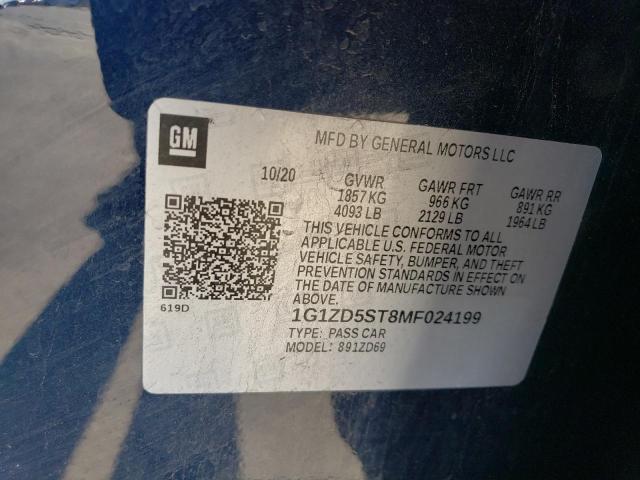 GM
MFD BY GENERAL MOTORS LLC
10/20 GVWR GAWR FRT GAWR RR
1857 KG 966 KG 891 KG
4093 LB 2129 LB 1964 LB
THIS VEHICLE CONFORMS TO ALL
APPLICABLE U.S. FEDERAL MOTOR
VEHICLE SAFETY, BUMPER, AND THEFT
PREVENTION STANDARDS IN EFFECT ON
THE DATE OF MANUFACTURE SHOWN
ABOVE.
619D
1G1ZD5ST8MF024199
TYPE: PASS CAR
MODEL: 891ZD69